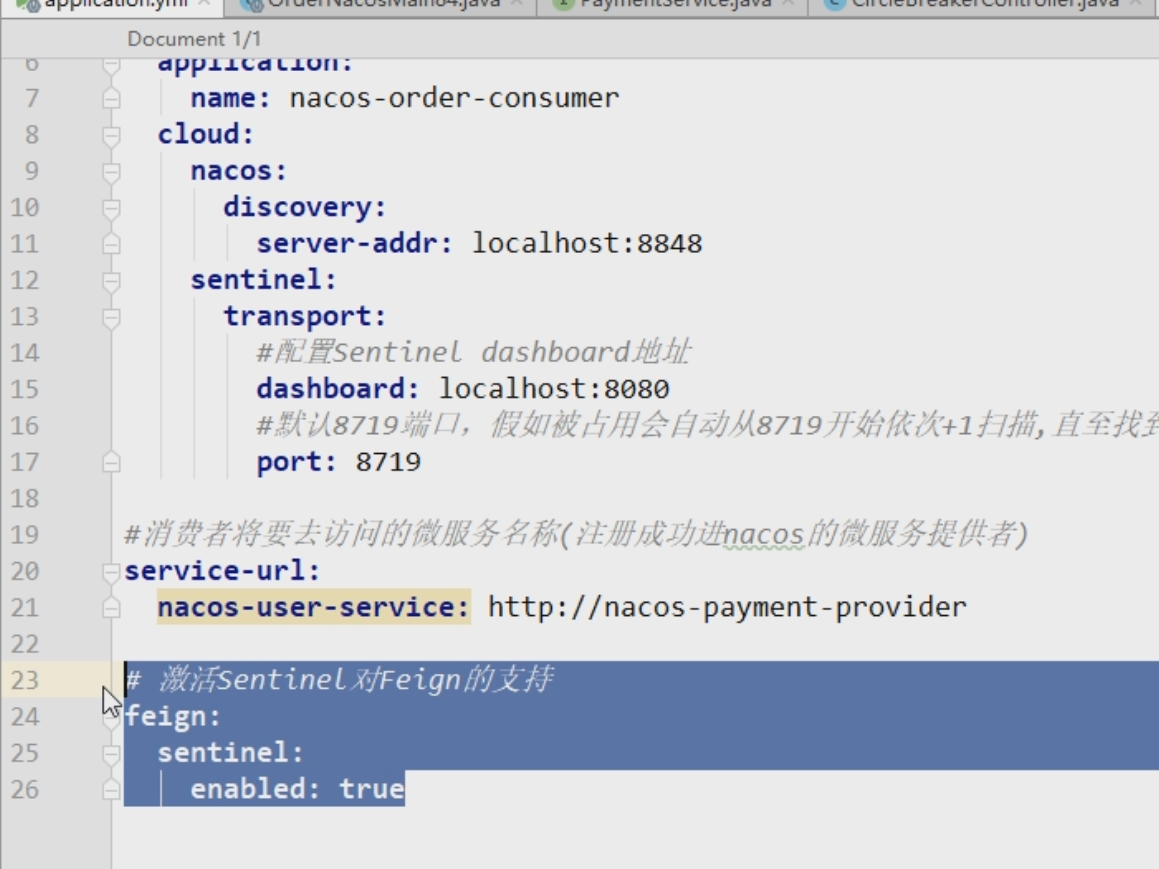 application.yml OrderNacosMain84.java PaymentService.java CircleBreakerController.java
Document 1/1
6 application:
7 name: nacos-order-consumer
8 cloud:
9 nacos:
10 discovery:
11 server-addr: localhost:8848
12 sentinel:
13 transport:
14 #配置Sentinel dashboard地址
15 dashboard: localhost:8080
16 #默认8719端口，假如被占用会自动从8719开始依次+1扫描,直至找到
17 port: 8719
18
19 #消费者将要去访问的微服务名称(注册成功进nacos的微服务提供者)
20 service-url:
21 nacos-user-service: http://nacos-payment-provider
22
23 # 激活Sentinel对Feign的支持
24 feign:
25 sentinel:
26 enabled: true